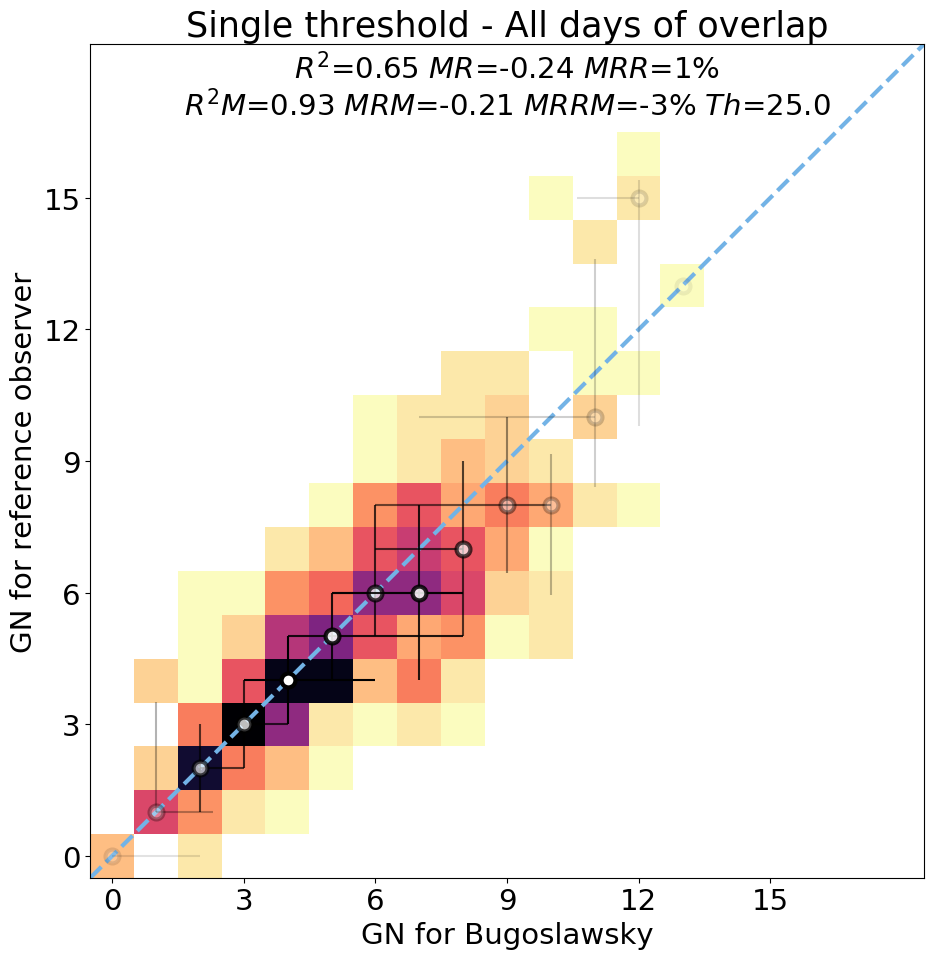 Single threshold - All days of overlap
R²=0.65 MR=-0.24 MRR=1%
R²M=0.93 MRM=-0.21 MRRM=-3% Th=25.0
15
12
9
6
3
0
GN for reference observer
0 3 6 9 12 15
GN for Bugoslawsky